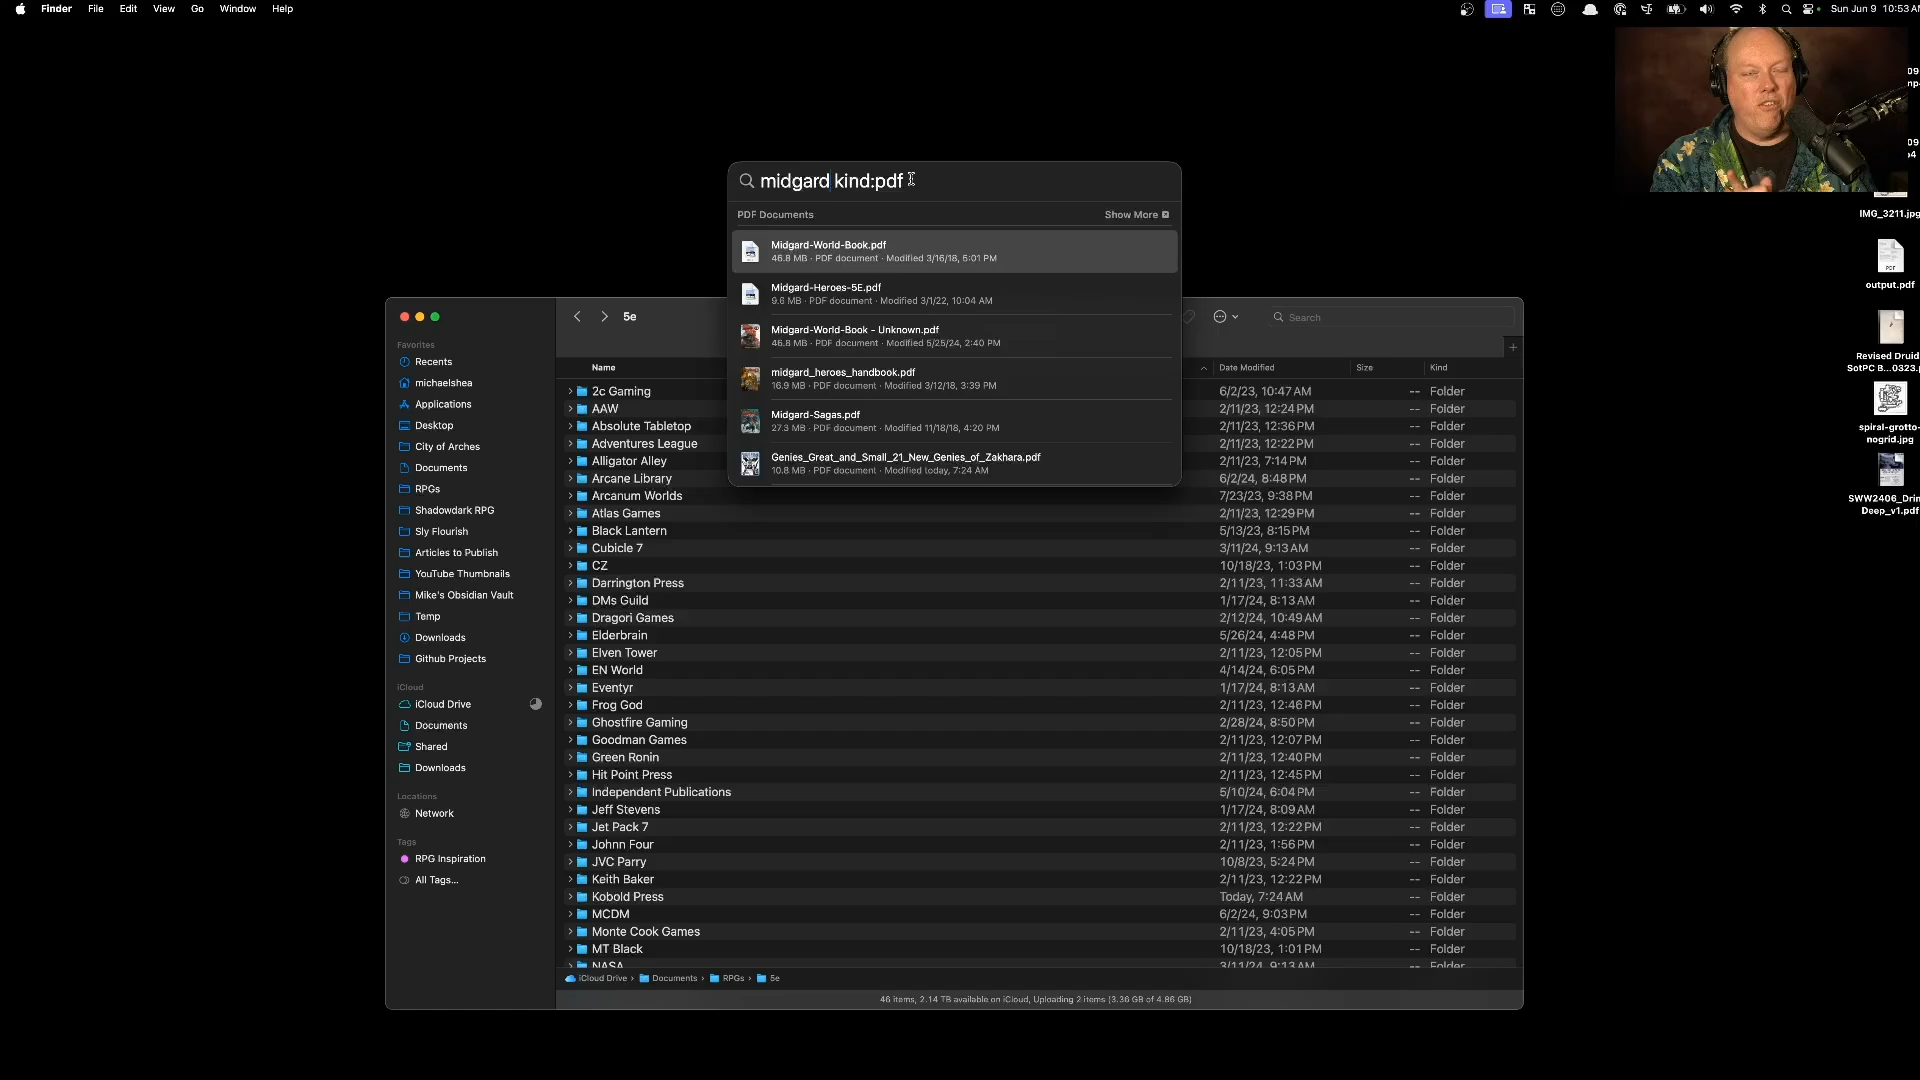 Finder File Edit View Go Window Help
Sun Jun 9 10:53AM
midgard kind:pdf
PDF Documents Show More
Midgard-World-Book.pdf
46.8 MB · PDF document · Modified 3/16/18, 5:01 PM
Midgard-Heroes-5E.pdf
9.6 MB · PDF document · Modified 3/1/22, 10:04 AM
Midgard-World-Book - Unknown.pdf
46.8 MB · PDF document · Modified 5/25/24, 2:40 PM
midgard_heroes_handbook.pdf
16.9 MB · PDF document · Modified 3/12/18, 3:39 PM
Midgard-Sagas.pdf
27.3 MB · PDF document · Modified 11/18/18, 4:20 PM
Genies_Great_and_Small_21_New_Genies_of_Zakhara.pdf
10.8 MB · PDF document · Modified today, 7:24 AM
5e
Search
Favorites
Recents
michaelshea
Applications
Desktop
City of Arches
Documents
RPGs
Shadowdark RPG
Sly Flourish
Articles to Publish
YouTube Thumbnails
Mike's Obsidian Vault
Temp
Downloads
Github Projects
iCloud
iCloud Drive
Documents
Shared
Downloads
Locations
Network
Tags
RPG Inspiration
All Tags...
Name Date Modified Size Kind
2c Gaming 6/2/23, 10:47 AM -- Folder
AAW 2/11/23, 12:24 PM -- Folder
Absolute Tabletop 2/11/23, 12:36 PM -- Folder
Adventures League 2/11/23, 12:22 PM -- Folder
Alligator Alley 2/11/23, 7:14 PM -- Folder
Arcane Library 6/2/24, 8:48 PM -- Folder
Arcanum Worlds 7/23/23, 9:38 PM -- Folder
Atlas Games 2/11/23, 12:29 PM -- Folder
Black Lantern 5/13/23, 8:15 PM -- Folder
Cubicle 7 3/11/24, 9:13 AM -- Folder
CZ 10/18/23, 1:03 PM -- Folder
Darrington Press 2/11/23, 11:33 AM -- Folder
DMs Guild 1/17/24, 8:13 AM -- Folder
Dragori Games 2/12/24, 10:49 AM -- Folder
Elderbrain 5/26/24, 4:48 PM -- Folder
Elven Tower 2/11/23, 12:05 PM -- Folder
EN World 4/14/24, 6:05 PM -- Folder
Eventyr 1/17/24, 8:13 AM -- Folder
Frog God 2/11/23, 12:46 PM -- Folder
Ghostfire Gaming 2/28/24, 8:50 PM -- Folder
Goodman Games 2/11/23, 12:07 PM -- Folder
Green Ronin 2/11/23, 12:40 PM -- Folder
Hit Point Press 2/11/23, 12:45 PM -- Folder
Independent Publications 5/10/24, 6:04 PM -- Folder
Jeff Stevens 1/17/24, 8:09 AM -- Folder
Jet Pack 7 2/11/23, 12:22 PM -- Folder
Johnn Four 2/11/23, 1:56 PM -- Folder
JVC Parry 10/8/23, 5:24 PM -- Folder
Keith Baker 2/11/23, 12:22 PM -- Folder
Kobold Press Today, 7:24 AM -- Folder
MCDM 6/2/24, 9:03 PM -- Folder
Monte Cook Games 2/11/23, 4:05 PM -- Folder
MT Black 10/18/23, 1:01 PM -- Folder
NASA 3/11/24, 9:13 AM -- Folder
iCloud Drive › Documents › RPGs › 5e
46 items, 2.14 TB available on iCloud, Uploading 2 items (3.36 GB of 4.86 GB)
09
mp4
09
p4
IMG_3211.jpg
PDF
output.pdf
Revised Druid
SotPC B...0323.p
spiral-grotto-
nogrid.jpg
SWW2406_Drin
Deep_v1.pdf